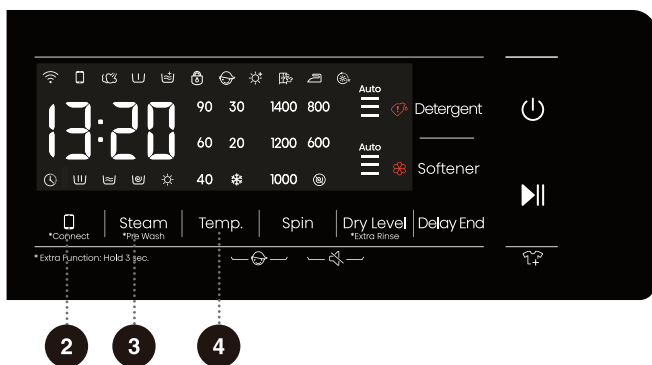 Auto
90 30 1400 800
Detergent
13:20
60 20 1200 600
Auto
Softener
40 1000
Steam Temp. Spin Dry Level Delay End
*Connect *Pre Wash *Extra Rinse
* Extra Function: Hold 3 sec.
2 3 4